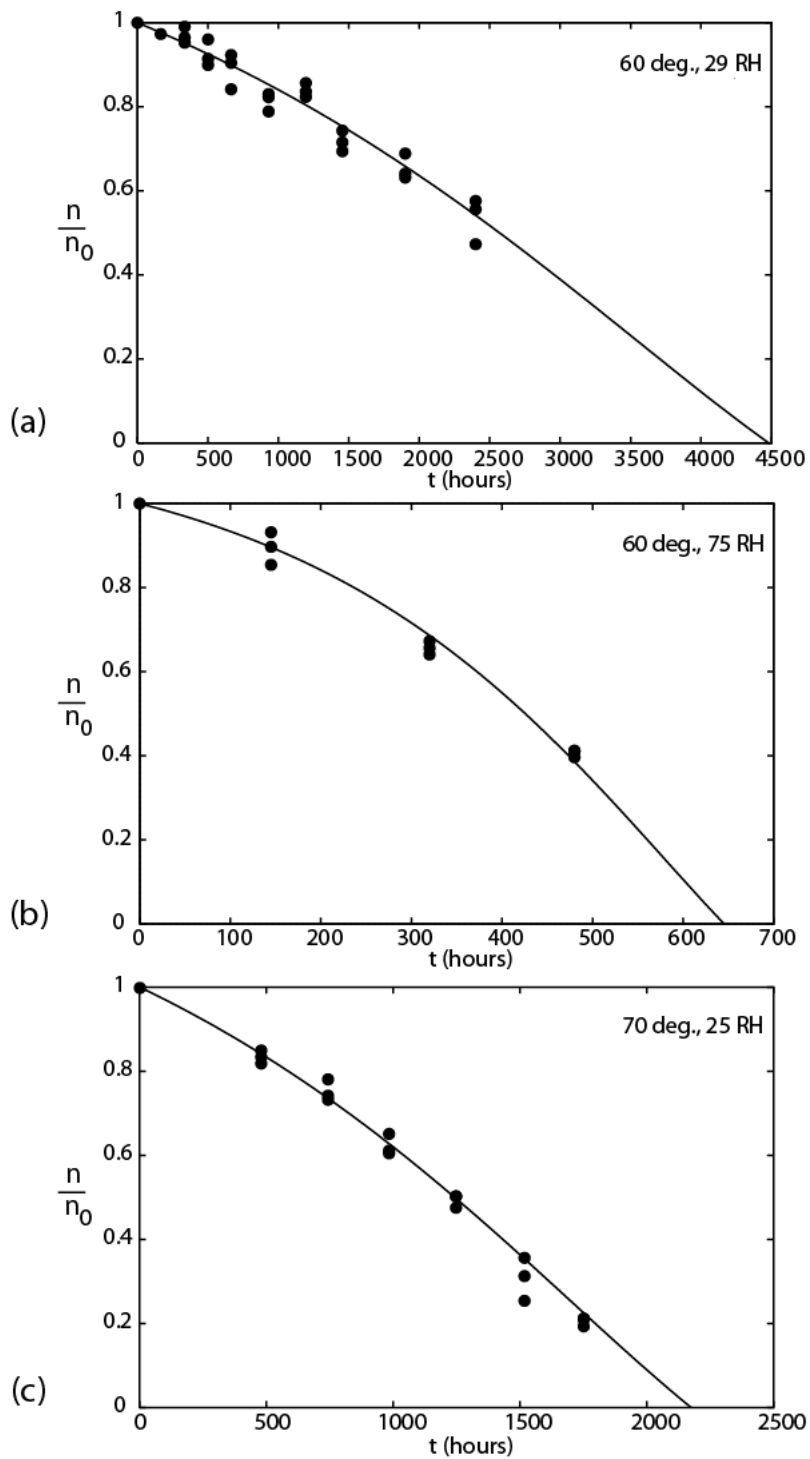 1
60 deg., 29 RH
0.8
0.6
n
n0
0.4
0.2
(a)
0
0 500 1000 1500 2000 2500 3000 3500 4000 4500
t (hours)
1
60 deg., 75 RH
0.8
0.6
n
n0
0.4
0.2
(b)
0
0 100 200 300 400 500 600 700
t (hours)
1
70 deg., 25 RH
0.8
0.6
n
n0
0.4
0.2
(c)
0
0 500 1000 1500 2000 2500
t (hours)